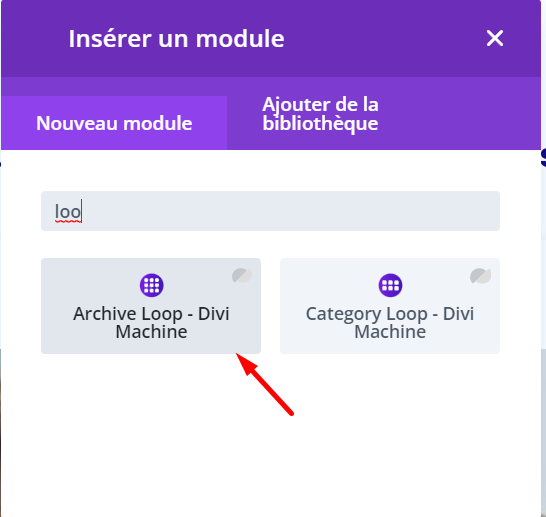 Insérer un module
Nouveau module
Ajouter de la
bibliothèque
loo
Archive Loop - Divi
Machine
Category Loop - Divi
Machine